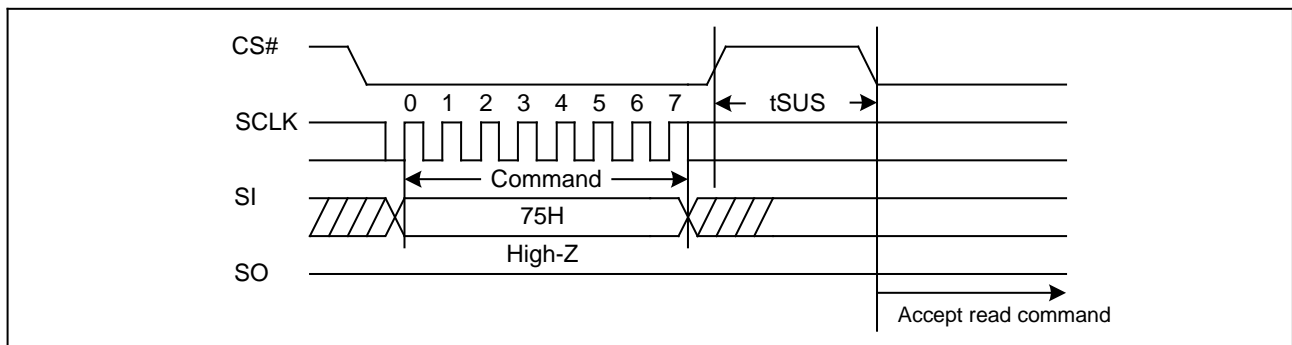 CS#
0 1 2 3 4 5 6 7
tSUS
SCLK
Command
SI
75H
High-Z
SO
Accept read command